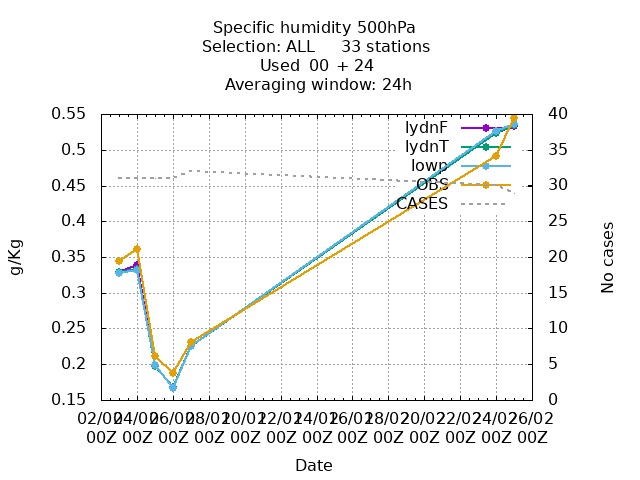 Specific humidity 500hPa
Selection: ALL 33 stations
Used 00 + 24
Averaging window: 24h
0.55 40
lydnF
0.5 lydnT 35
lown
0.45 OBS 30
CASES
0.4 25
0.35 20
0.3 15
0.25 10
0.2 5
0.15 0
g/Kg
No cases
02/02 04/02 06/02 08/02 10/02 12/02 14/02 16/02 18/02 20/02 22/02 24/02 26/02
00Z 00Z 00Z 00Z 00Z 00Z 00Z 00Z 00Z 00Z 00Z 00Z 00Z
Date